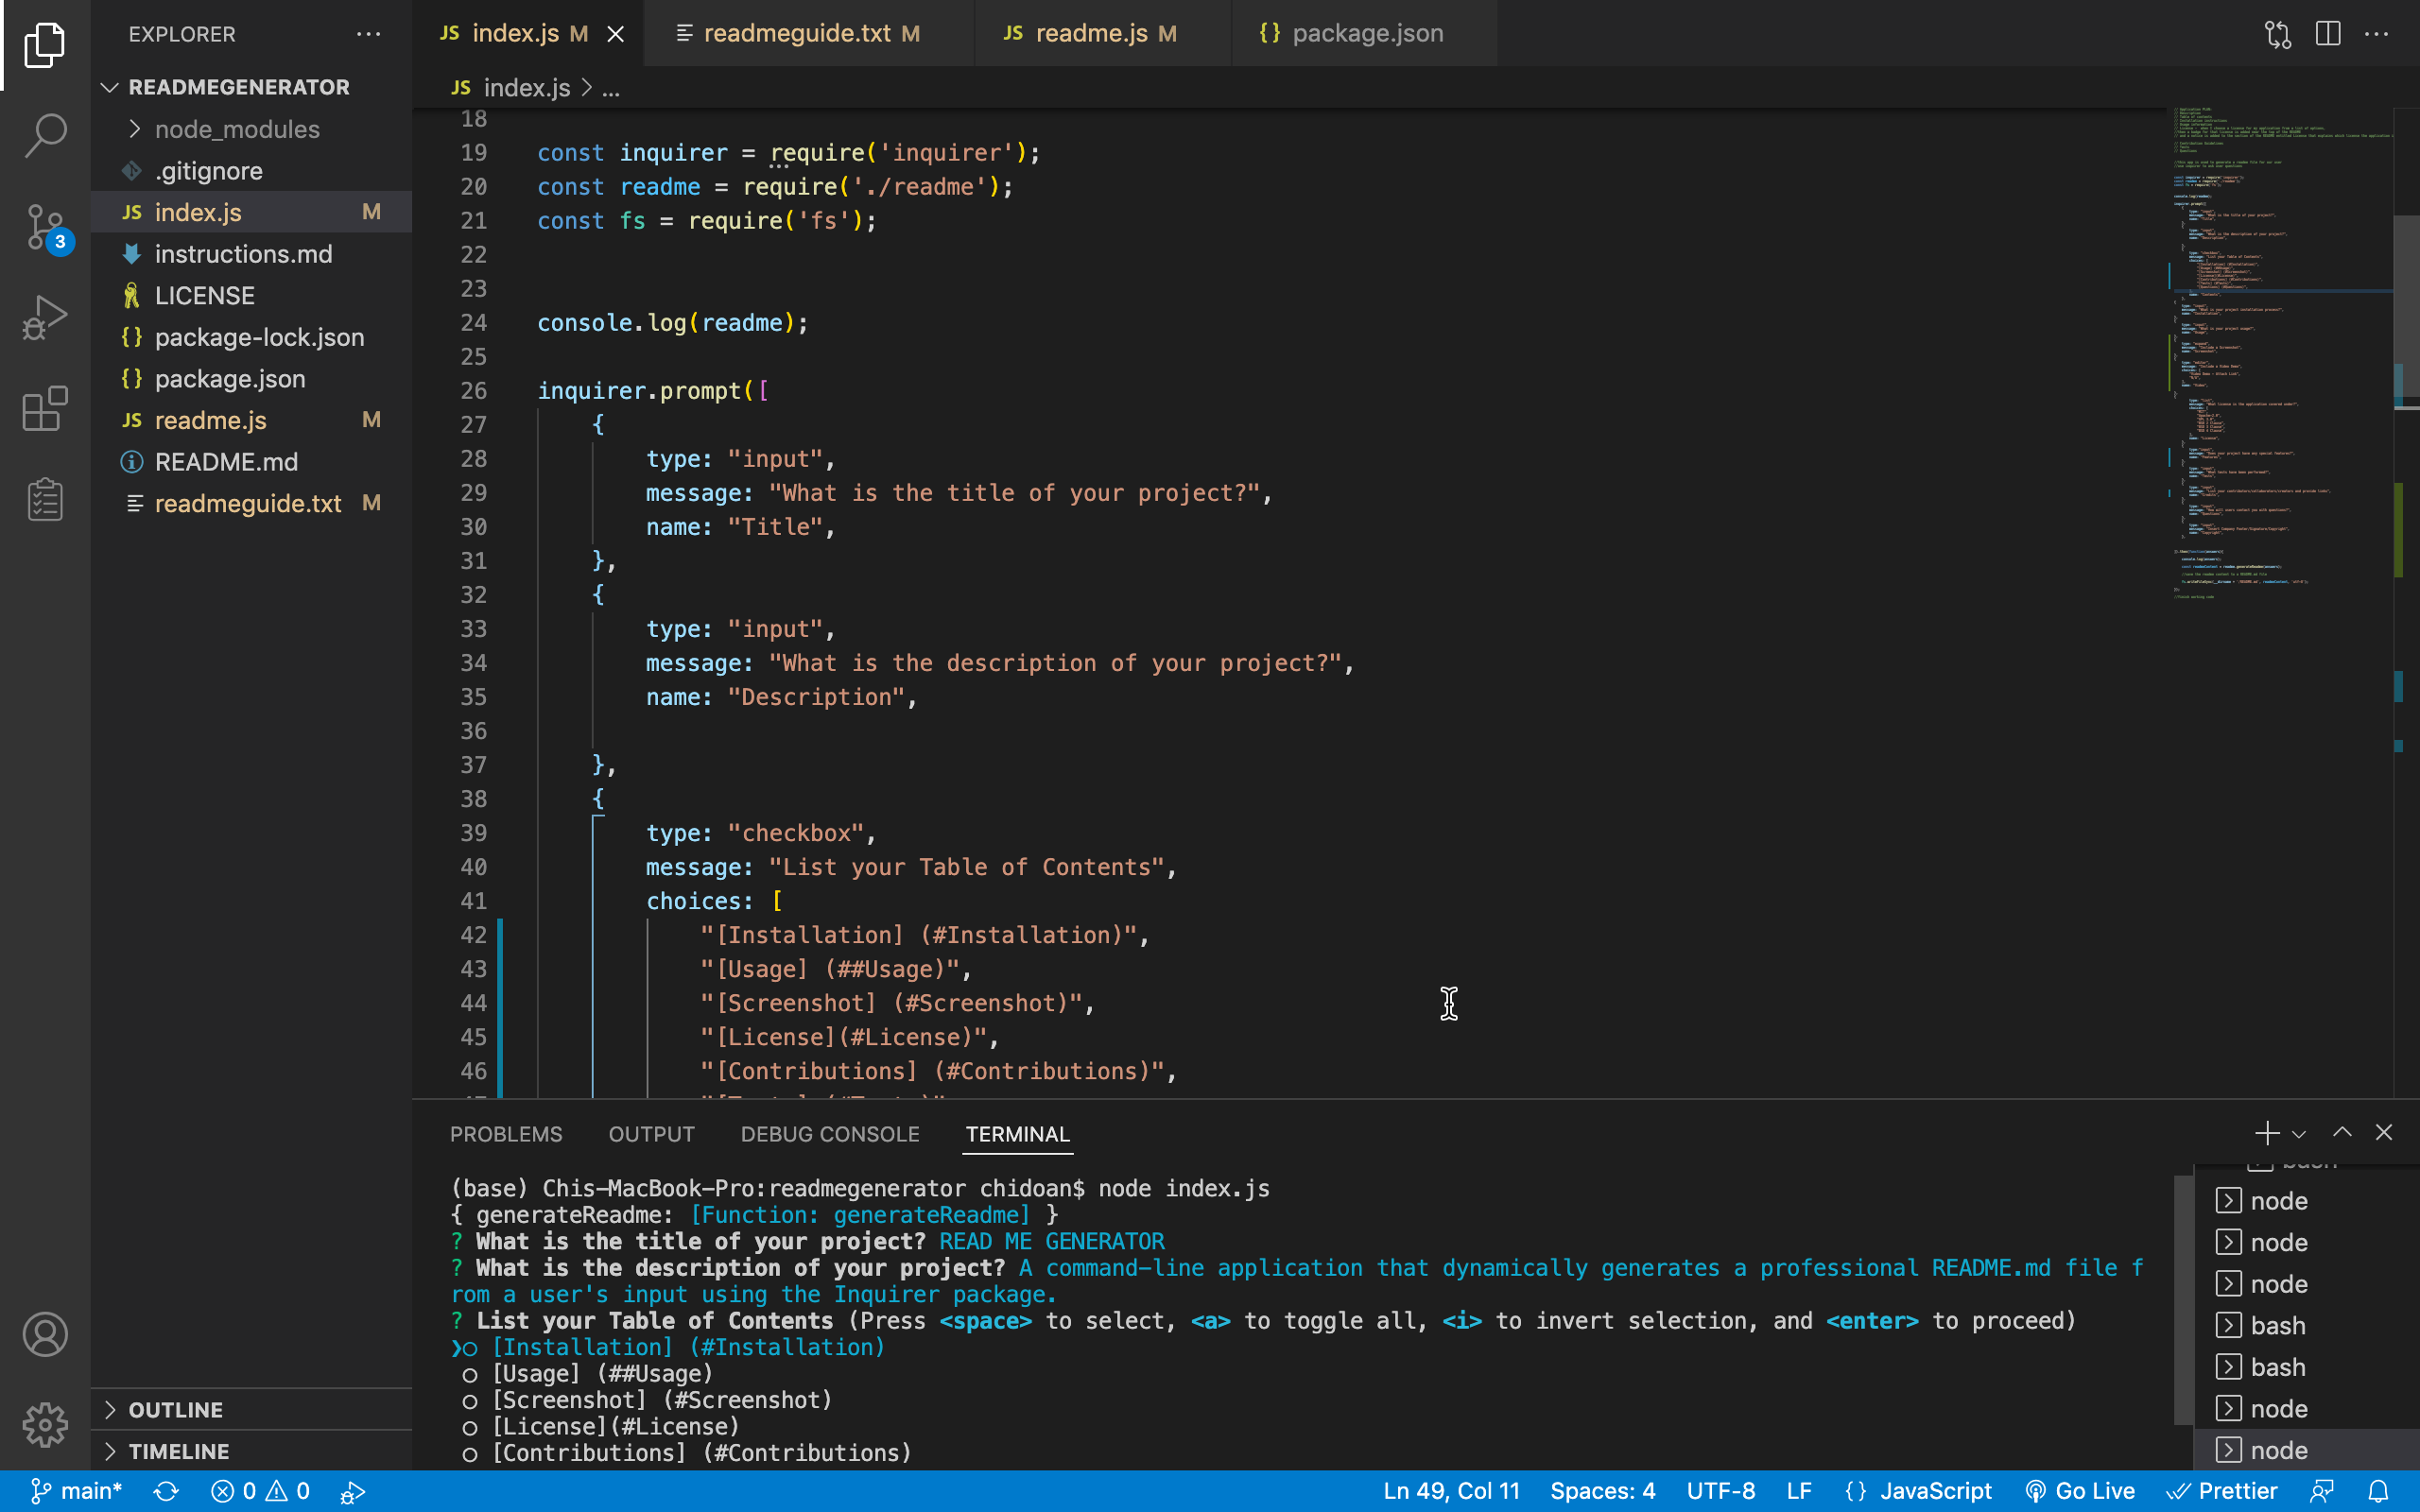 EXPLORER
READMEGENERATOR
node_modules
.gitignore
JS index.js M
instructions.md
LICENSE
{} package-lock.json
{} package.json
JS readme.js M
README.md
readmeguide.txt M
OUTLINE
TIMELINE
3
JS index.js M
readmeguide.txt M
JS readme.js M
{} package.json
JS index.js > ...
18
19 const inquirer = require('inquirer');
20 const readme = require('./readme');
21 const fs = require('fs');
22
23
24 console.log(readme);
25
26 inquirer.prompt([
27 {
28 type: "input",
29 message: "What is the title of your project?",
30 name: "Title",
31 },
32 {
33 type: "input",
34 message: "What is the description of your project?",
35 name: "Description",
36
37 },
38 {
39 type: "checkbox",
40 message: "List your Table of Contents",
41 choices: [
42 "[Installation] (#Installation)",
43 "[Usage] (##Usage)",
44 "[Screenshot] (#Screenshot)",
45 "[License](#License)",
46 "[Contributions] (#Contributions)",
PROBLEMS OUTPUT DEBUG CONSOLE TERMINAL
(base) Chis-MacBook-Pro:readmegenerator chidoan$ node index.js
{ generateReadme: [Function: generateReadme] }
? What is the title of your project? READ ME GENERATOR
? What is the description of your project? A command-line application that dynamically generates a professional README.md file f
rom a user's input using the Inquirer package.
? List your Table of Contents (Press <space> to select, <a> to toggle all, <i> to invert selection, and <enter> to proceed)
❯◯ [Installation] (#Installation)
◯ [Usage] (##Usage)
◯ [Screenshot] (#Screenshot)
◯ [License](#License)
◯ [Contributions] (#Contributions)
bash
node
node
node
bash
bash
node
node
main* 0 0 Ln 49, Col 11 Spaces: 4 UTF-8 LF {} JavaScript Go Live Prettier